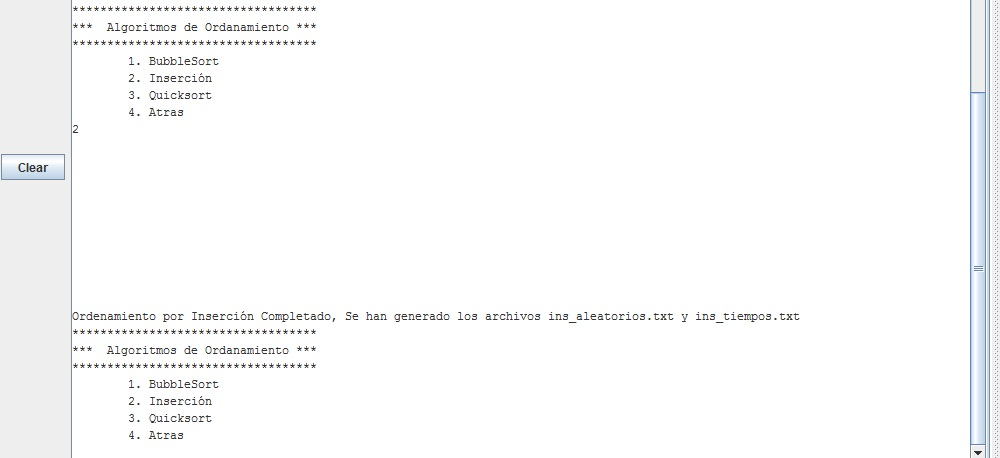 ***********************************
***  Algoritmos de Ordanamiento ***
***********************************
        1. BubbleSort
        2. Inserción
        3. Quicksort
        4. Atras
2
Clear
Ordenamiento por Inserción Completado, Se han generado los archivos ins_aleatorios.txt y ins_tiempos.txt
***********************************
***  Algoritmos de Ordanamiento ***
***********************************
        1. BubbleSort
        2. Inserción
        3. Quicksort
        4. Atras